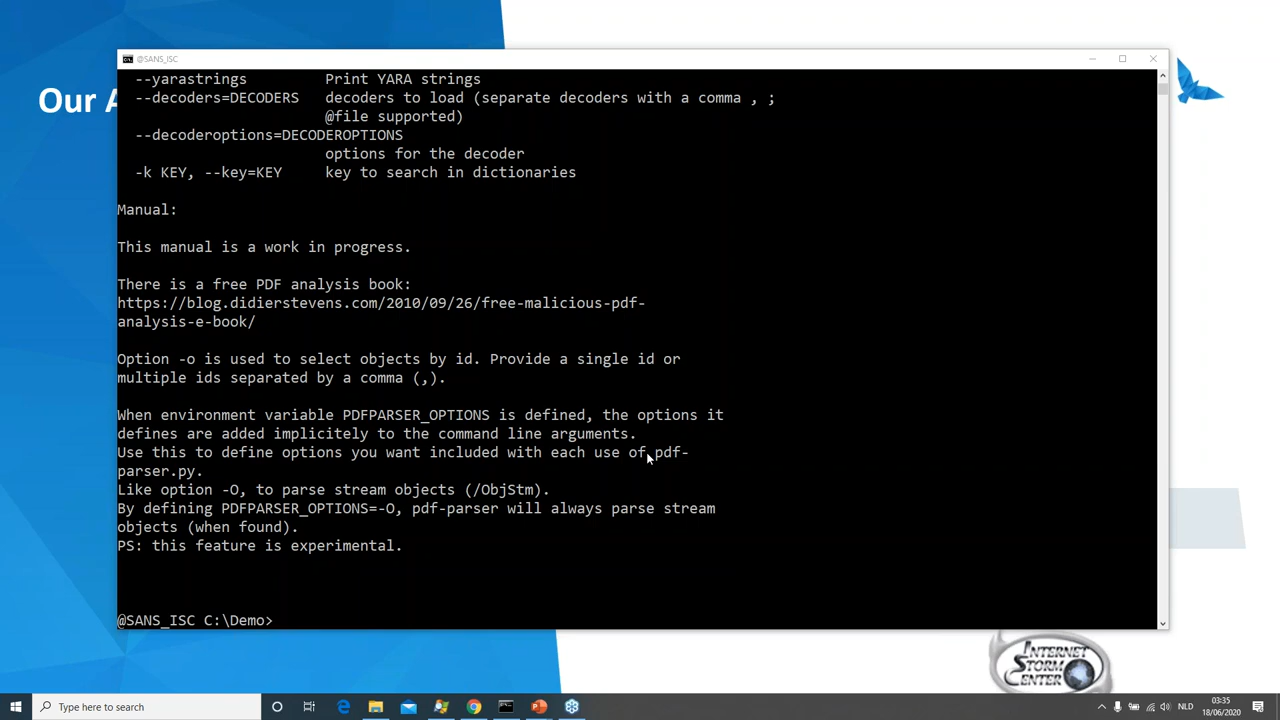 Our A
@SANS_ISC
--yarastrings Print YARA strings
--decoders=DECODERS decoders to load (separate decoders with a comma , ;
@file supported)
--decoderoptions=DECODEROPTIONS
options for the decoder
-k KEY, --key=KEY key to search in dictionaries
Manual:
This manual is a work in progress.
There is a free PDF analysis book:
https://blog.didierstevens.com/2010/09/26/free-malicious-pdf-
analysis-e-book/
Option -o is used to select objects by id. Provide a single id or
multiple ids separated by a comma (,).
When environment variable PDFPARSER_OPTIONS is defined, the options it
defines are added implicitely to the command line arguments.
Use this to define options you want included with each use of pdf-
parser.py.
Like option -O, to parse stream objects (/ObjStm).
By defining PDFPARSER_OPTIONS=-O, pdf-parser will always parse stream
objects (when found).
PS: this feature is experimental.
@SANS_ISC C:\Demo>
INTERNET
STORM
CENTER
Type here to search
NLD
03:35
18/06/2020